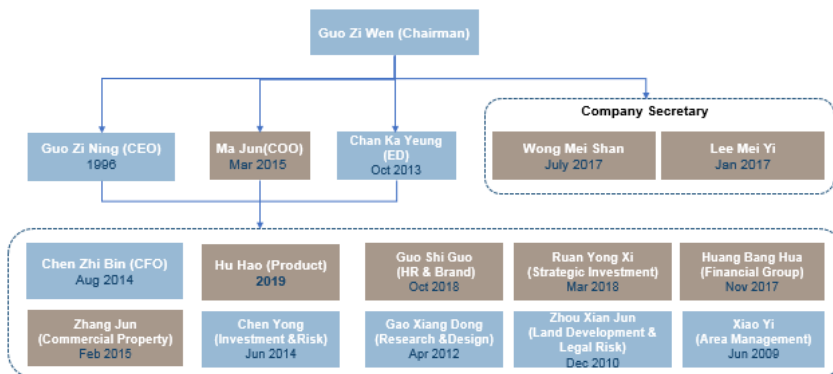 Guo Zi Wen (Chairman)
Company Secretary
Guo Zi Ning (CEO)
1996
Ma Jun(COO)
Mar 2015
Chan Ka Yeung
(ED)
Oct 2013
Wong Mei Shan
July 2017
Lee Mei Yi
Jan 2017
Chen Zhi Bin (CFO)
Aug 2014
Hu Hao (Product)
2019
Guo Shi Guo
(HR & Brand)
Oct 2018
Ruan Yong Xi
(Strategic Investment)
Mar 2018
Huang Bang Hua
(Financial Group)
Nov 2017
Zhang Jun
(Commercial Property)
Feb 2015
Chen Yong
(Investment &Risk)
Jun 2014
Gao Xiang Dong
(Research &Design)
Apr 2012
Zhou Xian Jun
(Land Development &
Legal Risk)
Dec 2010
Xiao Yi
(Area Management)
Jun 2009